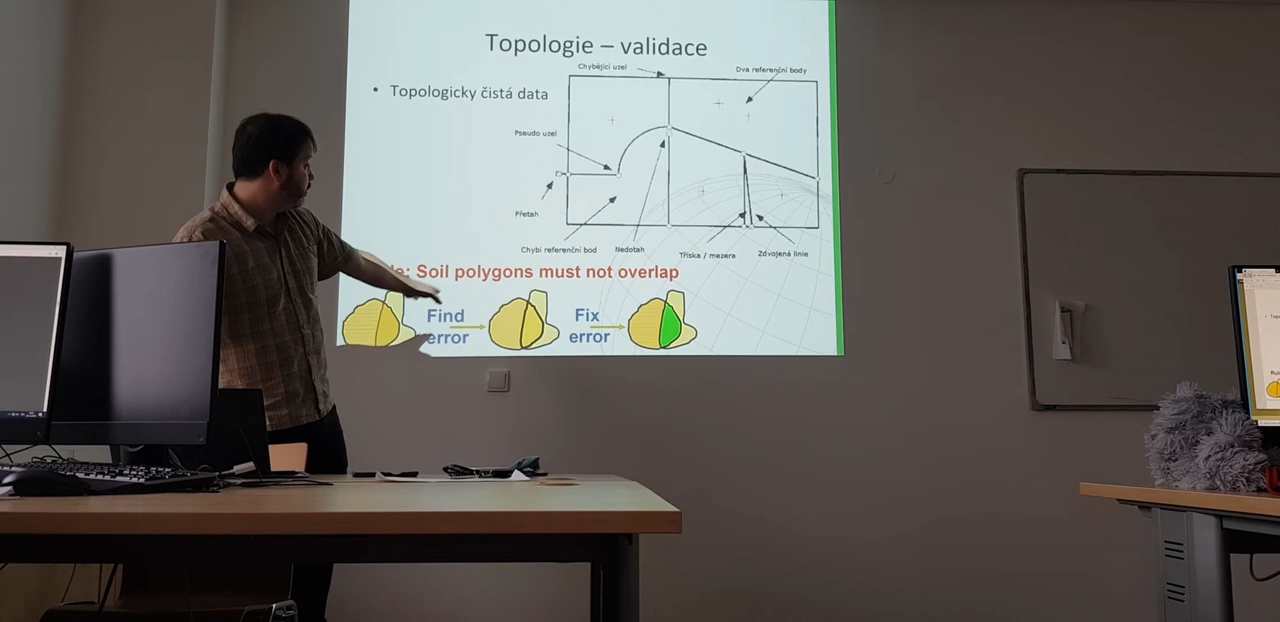 Topologie – validace
Chybějící uzel
Dva referenční body
• Topologicky čistá data
Pseudo uzel
Přetah
Chybí referenční bod
Nedotah
Tříska / mezera
Zdvojená linie
Soil polygons must not overlap
Find
error
Fix
error